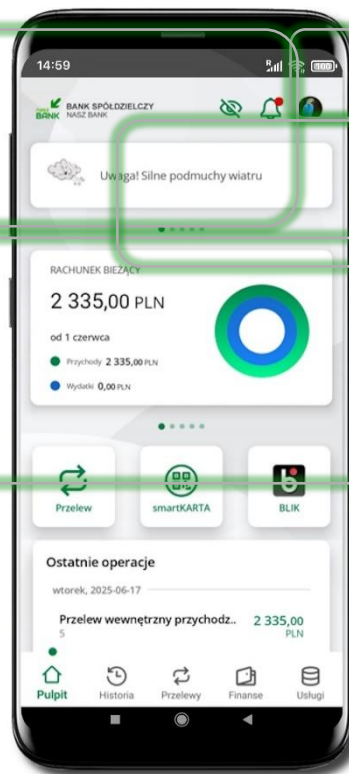 14:59
nasz
BANK
BANK SPÓŁDZIELCZY
NASZ BANK
Uwaga! Silne podmuchy wiatru
RACHUNEK BIEŻĄCY
2 335,00 PLN
od 1 czerwca
Przychody 2 335,00 PLN
Wydatki 0,00 PLN
Przelew
smartKARTA
BLIK
Ostatnie operacje
wtorek, 2025-06-17
Przelew wewnętrzny przychodz..
2 335,00
5
PLN
Pulpit
Historia
Przelewy
Finanse
Usługi